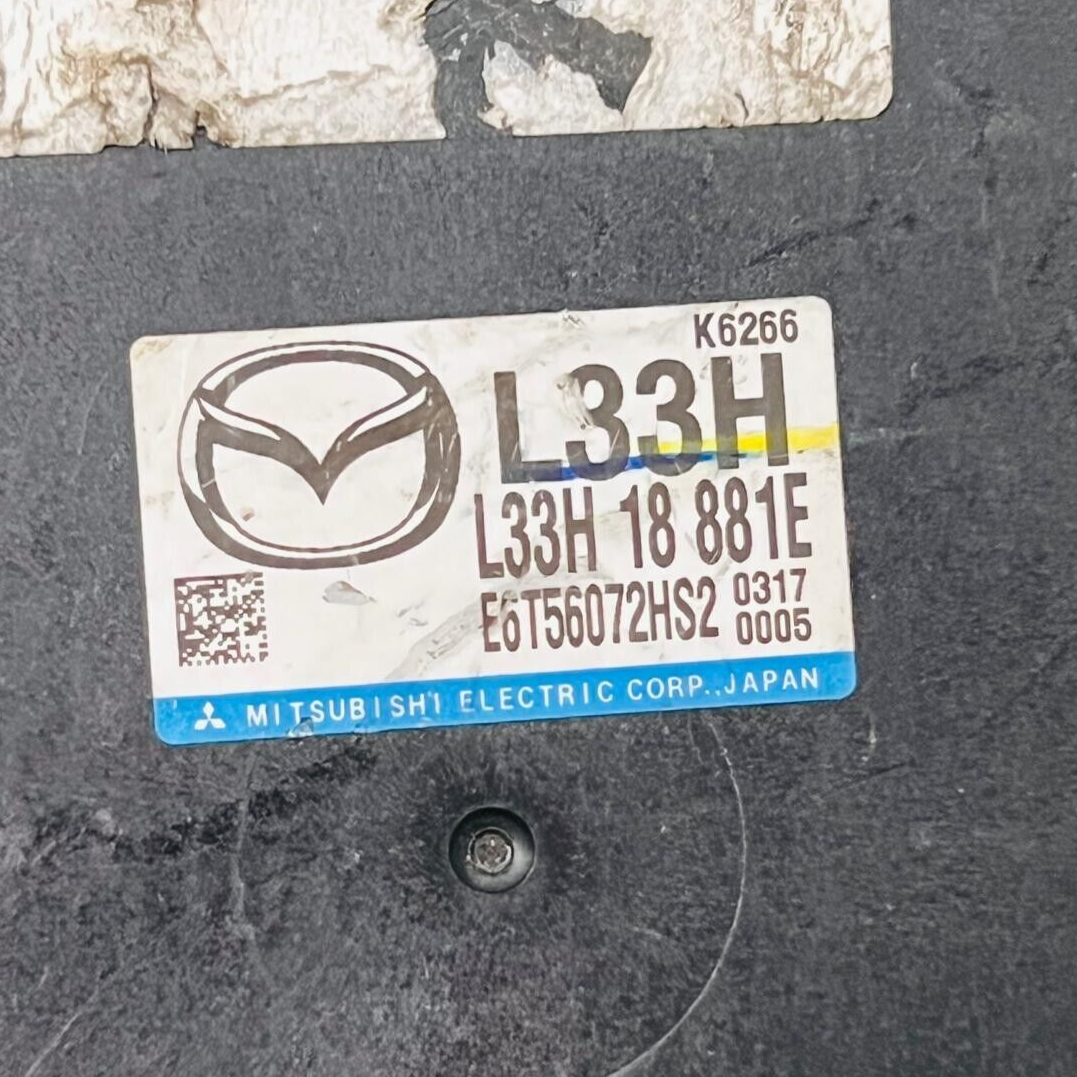 K6266
L33H
L33H 18 881E
E6T56072HS2 0317
0005
MITSUBISHI ELECTRIC CORP., JAPAN